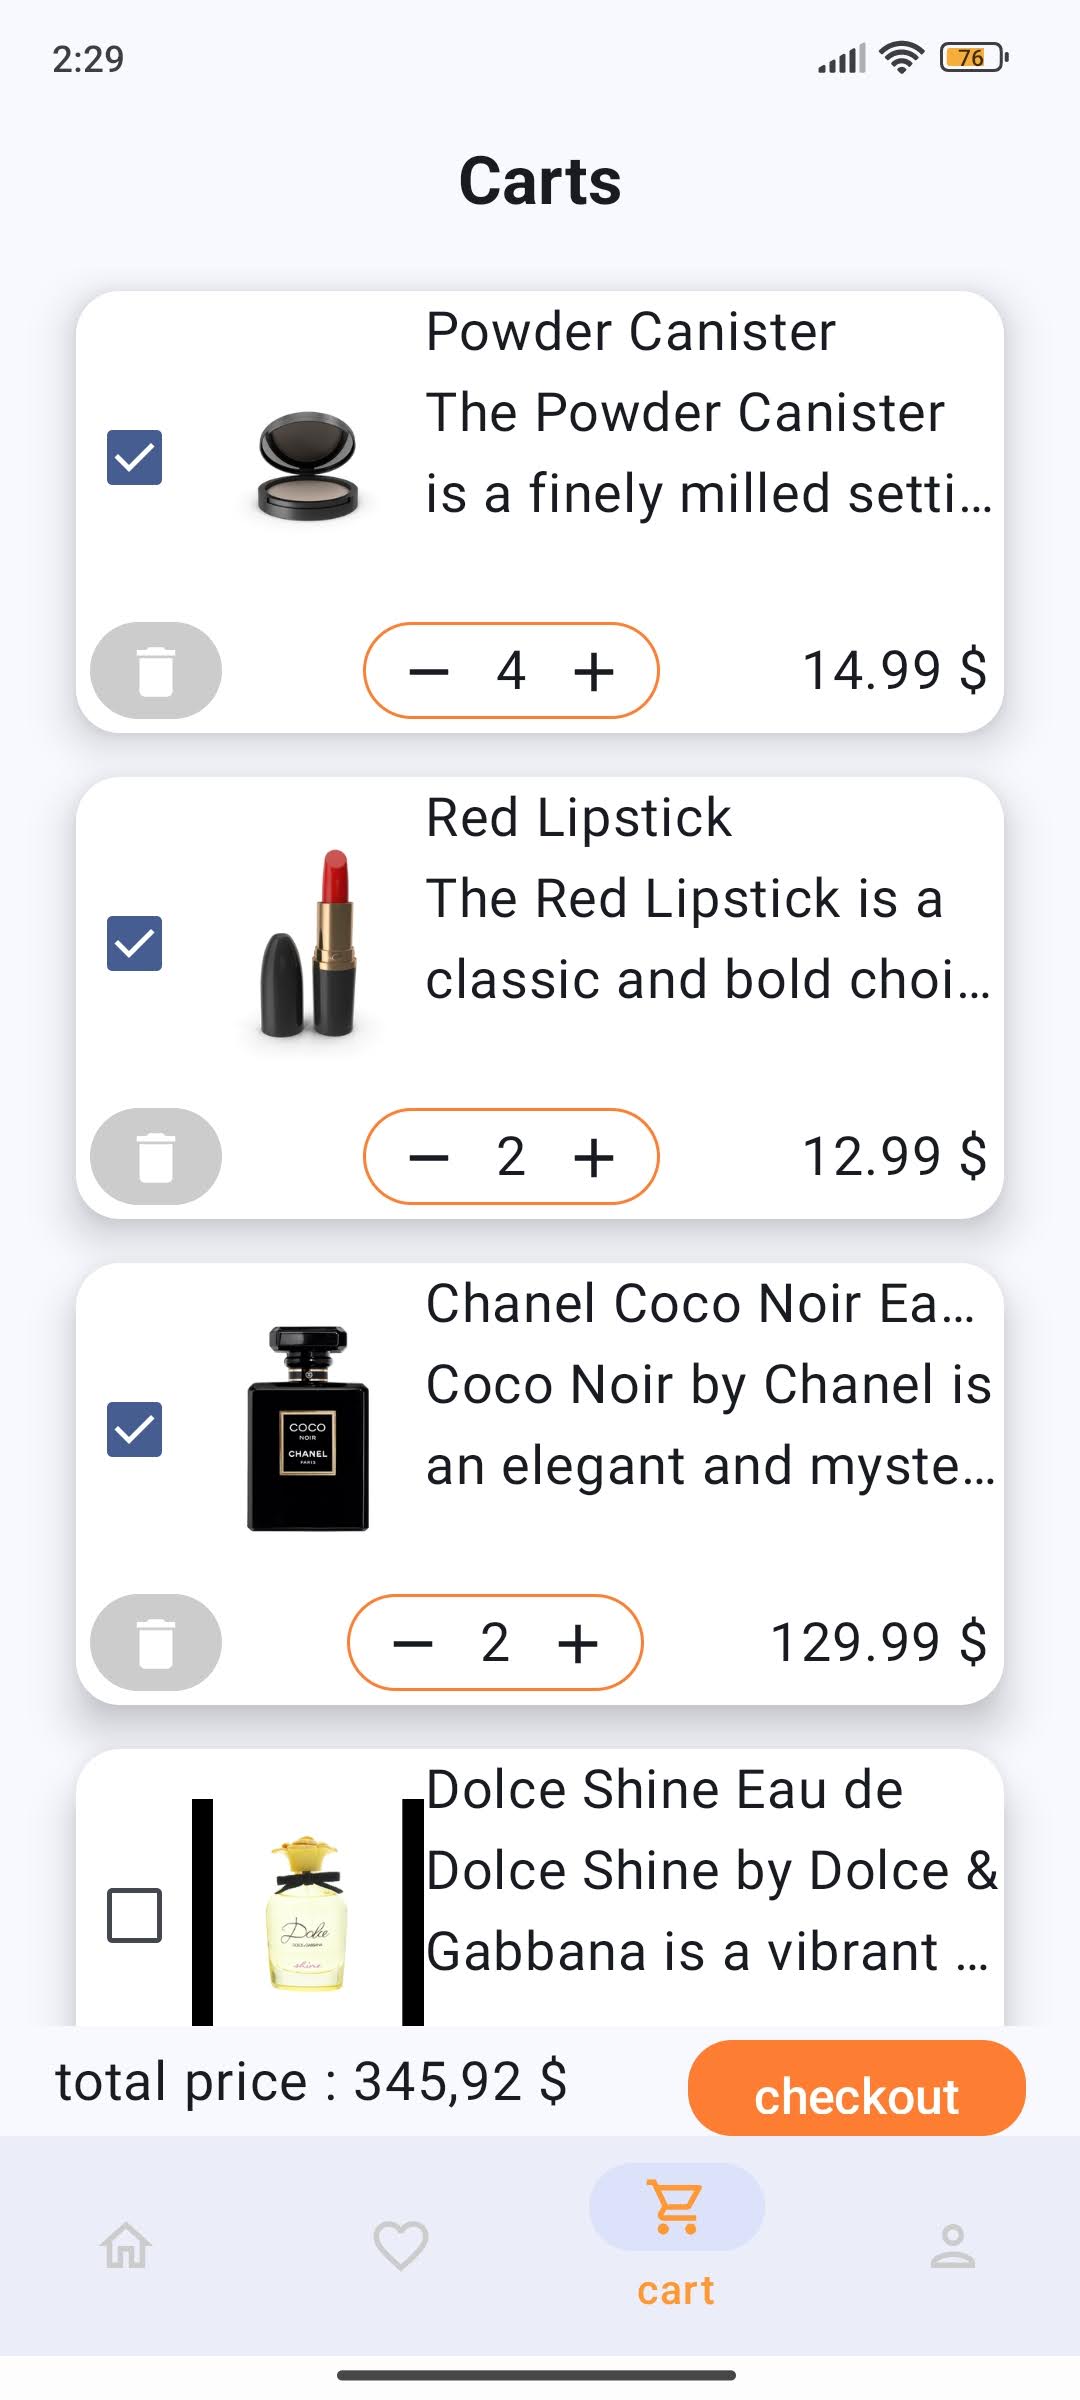 2:29
76
Carts
Powder Canister
The Powder Canister
is a finely milled setti...
4
14.99 $
Red Lipstick
The Red Lipstick is a
classic and bold choi...
2
12.99 $
Chanel Coco Noir Ea...
Coco Noir by Chanel is
an elegant and myste...
COCO
NOIR
CHANEL
PARIS
2
129.99 $
Dolce Shine Eau de
Dolce Shine by Dolce &
Gabbana is a vibrant ...
Dolce
DOLCE & GABBANA
shine
total price : 345,92 $
checkout
cart